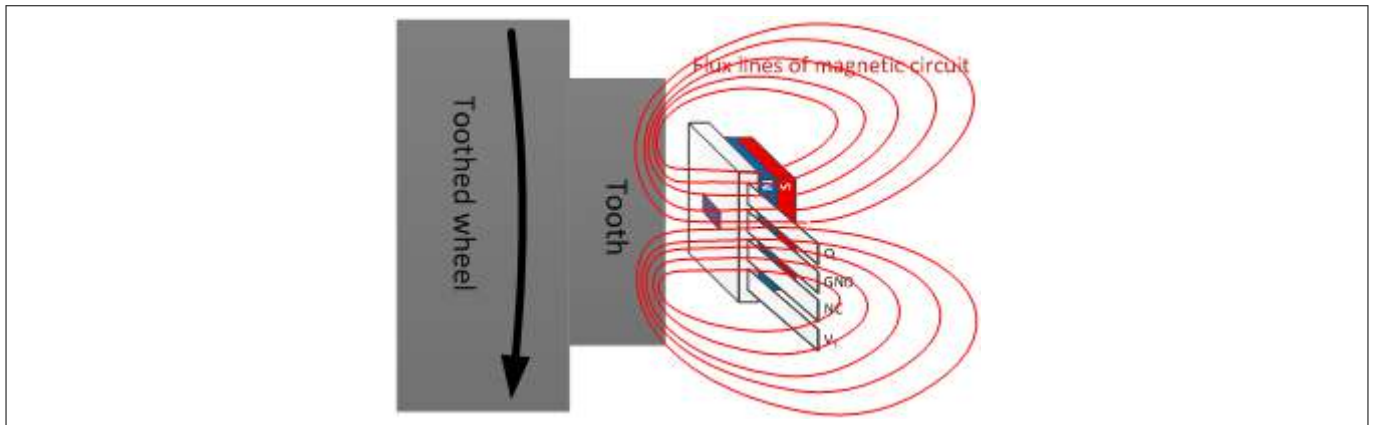 Flux lines of magnetic circuit
Toothed wheel
Tooth
N
S
Q
GND
NC